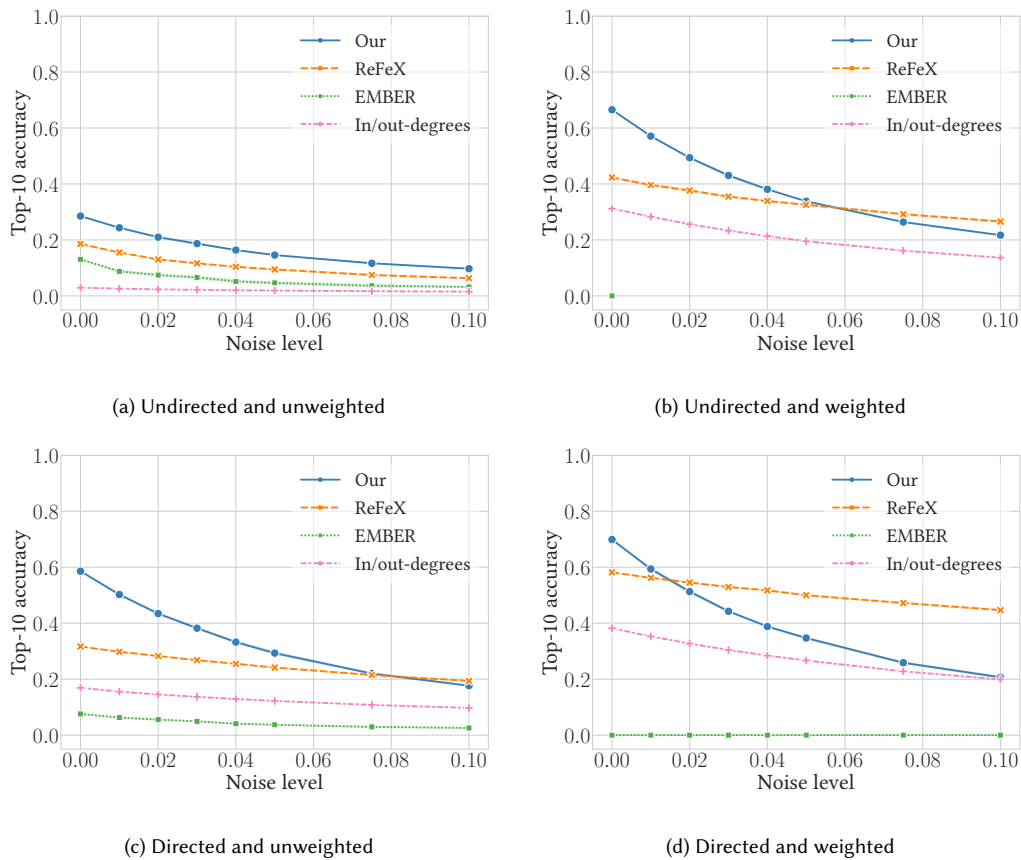 1.0
0.8
0.6
0.4
0.2
0.0
Top-10 accuracy
0.00 0.02 0.04 0.06 0.08 0.10
Noise level
Our
ReFeX
EMBER
In/out-degrees
(a) Undirected and unweighted
1.0
0.8
0.6
0.4
0.2
0.0
Top-10 accuracy
0.00 0.02 0.04 0.06 0.08 0.10
Noise level
Our
ReFeX
EMBER
In/out-degrees
(b) Undirected and weighted
1.0
0.8
0.6
0.4
0.2
0.0
Top-10 accuracy
0.00 0.02 0.04 0.06 0.08 0.10
Noise level
Our
ReFeX
EMBER
In/out-degrees
(c) Directed and unweighted
1.0
0.8
0.6
0.4
0.2
0.0
Top-10 accuracy
0.00 0.02 0.04 0.06 0.08 0.10
Noise level
Our
ReFeX
EMBER
In/out-degrees
(d) Directed and weighted